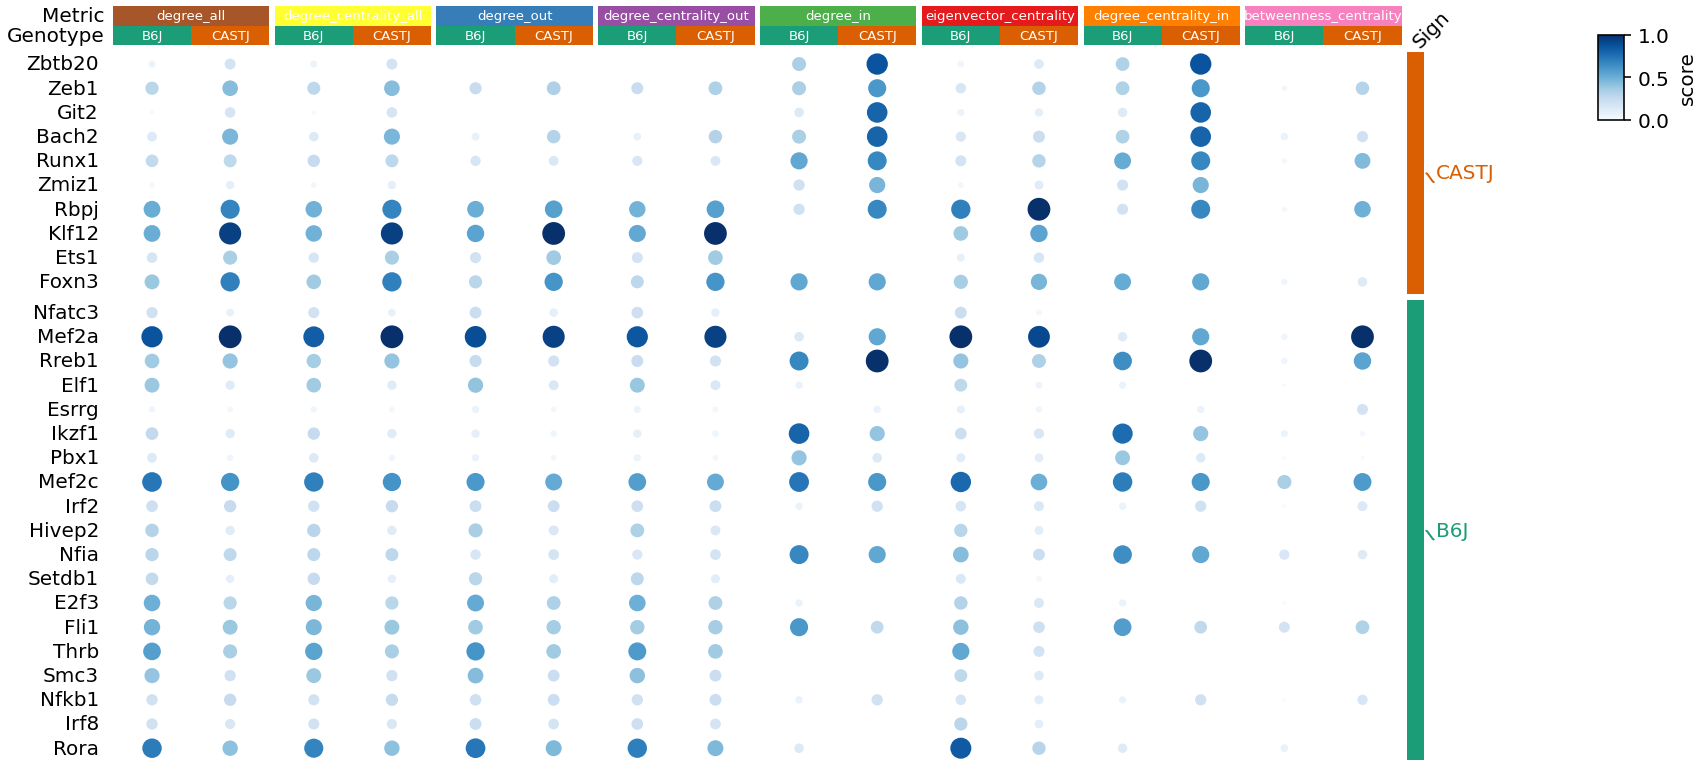 Metric degree_all degree_centrality_all degree_out degree_centrality_out degree_in eigenvector_centrality degree_centrality_in betweenness_centrality
Genotype B6J CASTJ B6J CASTJ B6J CASTJ B6J CASTJ B6J CASTJ B6J CASTJ B6J CASTJ B6J CASTJ
Sign
Zbtb20
Zeb1
Git2
Bach2
Runx1
Zmiz1
Rbpj
Klf12
Ets1
Foxn3
Nfatc3
Mef2a
Rreb1
Elf1
Esrrg
Ikzf1
Pbx1
Mef2c
Irf2
Hivep2
Nfia
Setdb1
E2f3
Fli1
Thrb
Smc3
Nfkb1
Irf8
Rora
CASTJ
B6J
1.0
0.5
0.0
score